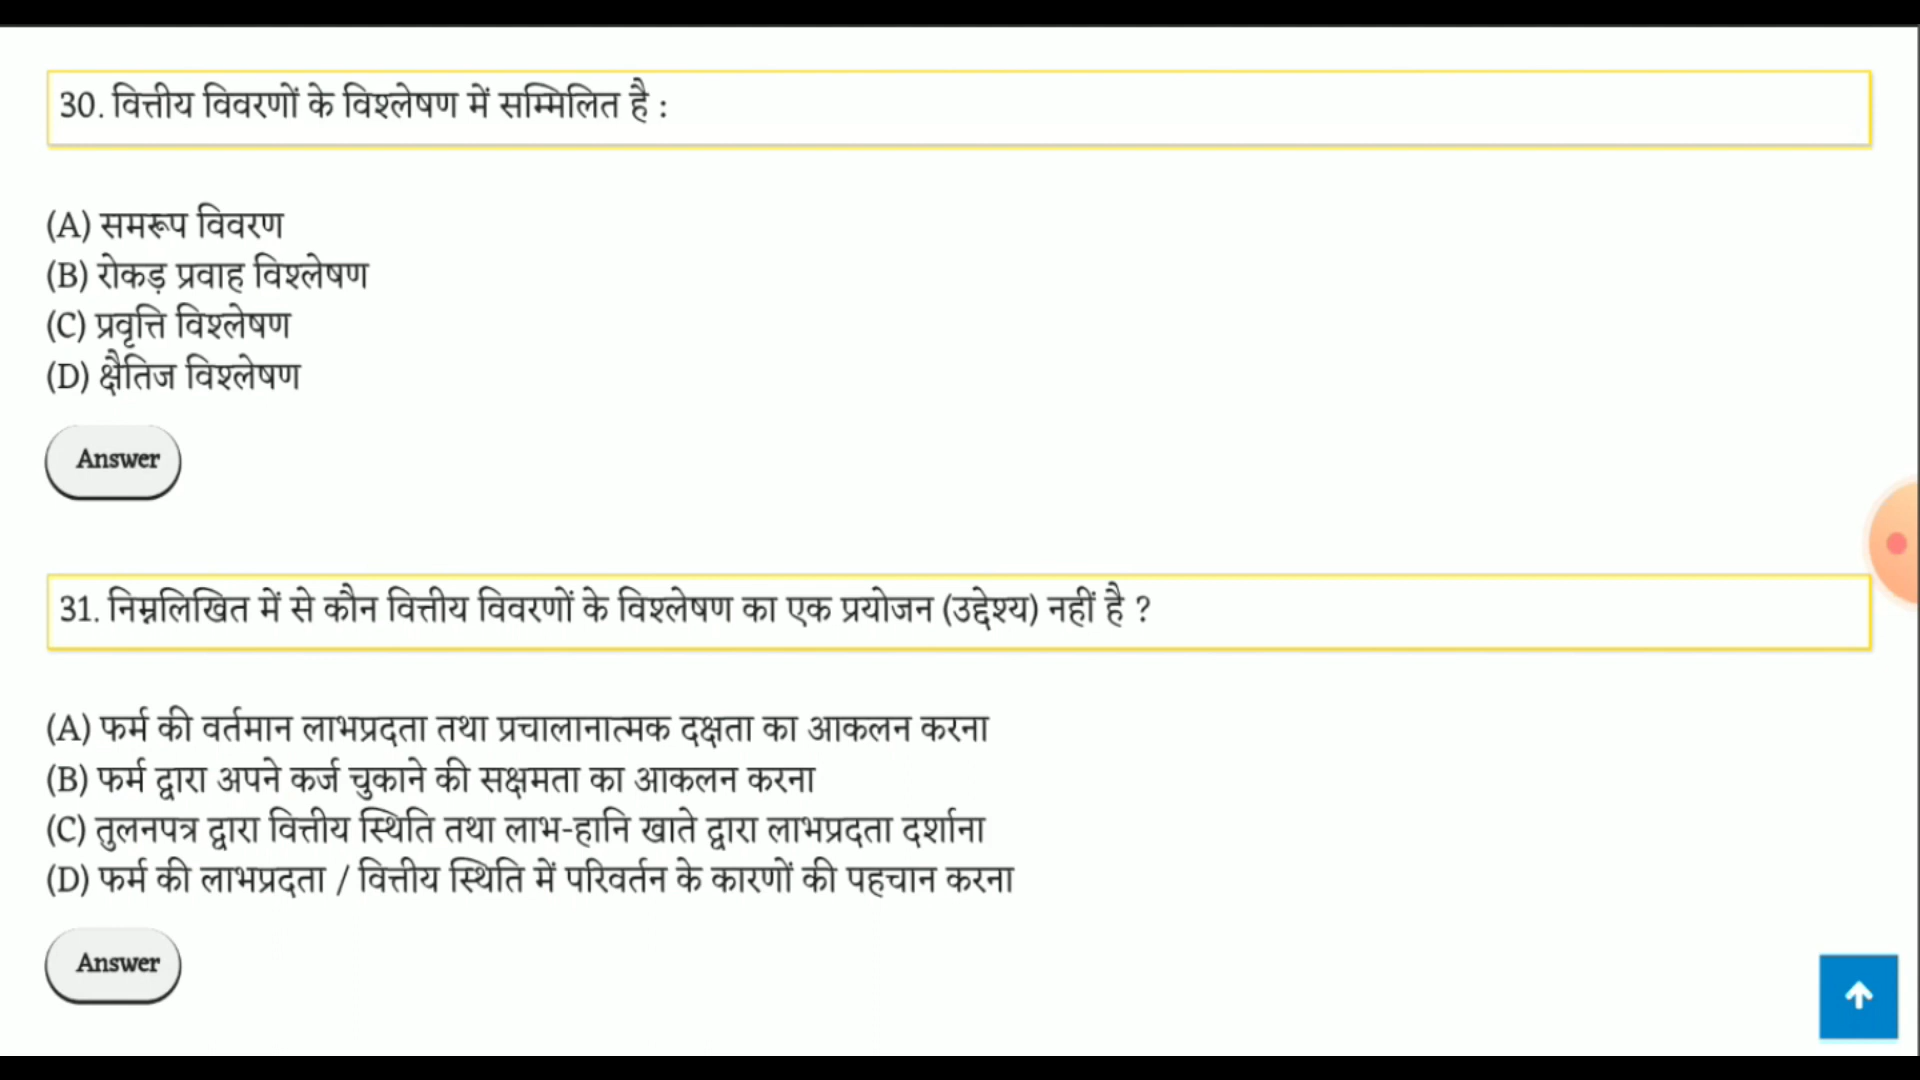 30. वित्तीय विवरणों के विश्लेषण में सम्मिलित है :
(A) समरूप विवरण
(B) रोकड़ प्रवाह विश्लेषण
(C) प्रवृत्ति विश्लेषण
(D) क्षैतिज विश्लेषण
Answer
31. निम्नलिखित में से कौन वित्तीय विवरणों के विश्लेषण का एक प्रयोजन (उद्देश्य) नहीं है ?
(A) फर्म की वर्तमान लाभप्रदता तथा प्रचालानात्मक दक्षता का आकलन करना
(B) फर्म द्वारा अपने कर्ज चुकाने की सक्षमता का आकलन करना
(C) तुलनपत्र द्वारा वित्तीय स्थिति तथा लाभ-हानि खाते द्वारा लाभप्रदता दर्शाना
(D) फर्म की लाभप्रदता / वित्तीय स्थिति में परिवर्तन के कारणों की पहचान करना
Answer